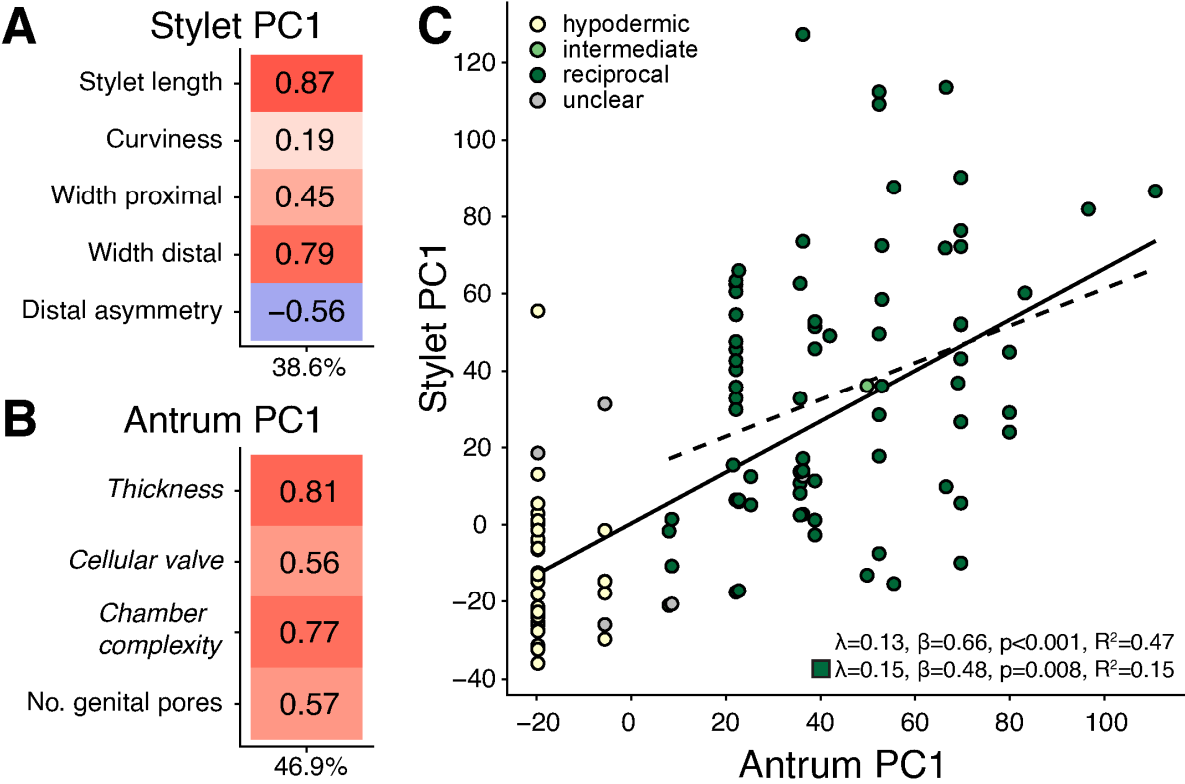 A
Stylet PC1
Stylet length
0.87
Curviness
0.19
Width proximal
0.45
Width distal
0.79
Distal asymmetry
−0.56
38.6%
B
Antrum PC1
Thickness
0.81
Cellular valve
0.56
Chamber
complexity
0.77
No. genital pores
0.57
46.9%
C
hypodermic
intermediate
reciprocal
unclear
Stylet PC1
120
100
80
60
40
20
0
−20
−40
λ=0.13, β=0.66, p<0.001, R²=0.47
λ=0.15, β=0.48, p=0.008, R²=0.15
−20 0 20 40 60 80 100
Antrum PC1